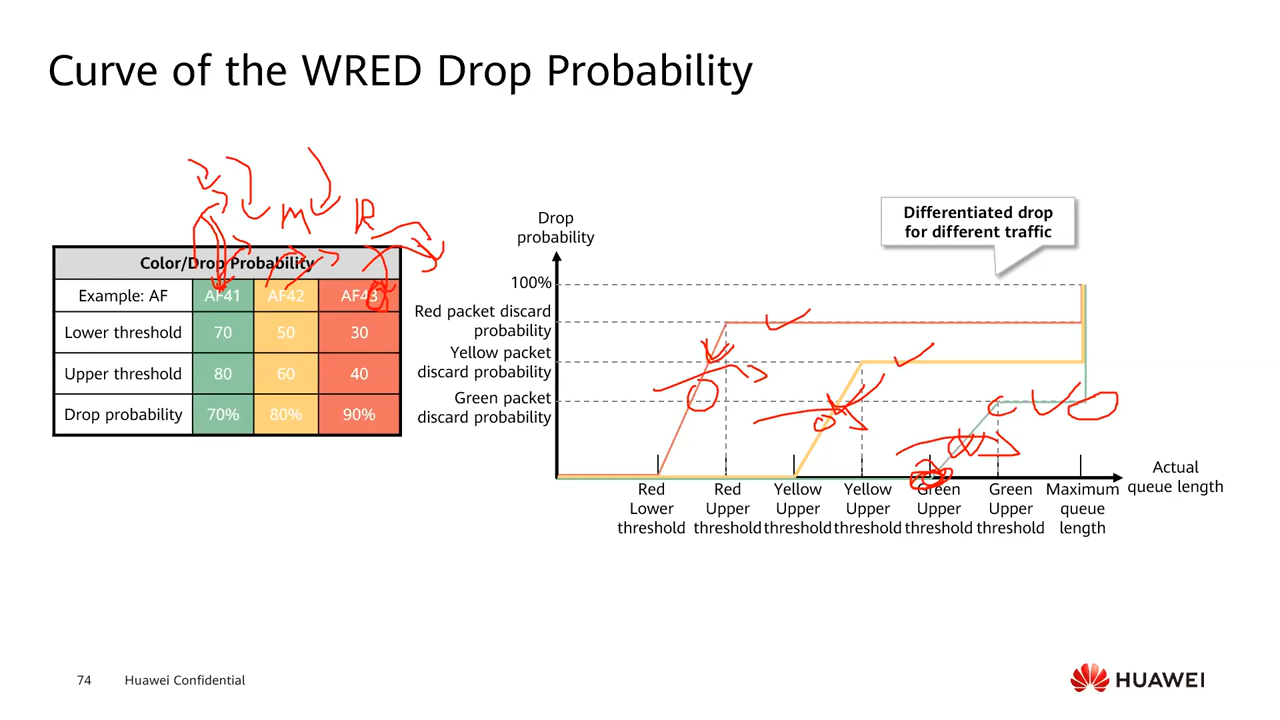 Curve of the WRED Drop Probability
M R
Color/Drop Probability
Example: AF AF41 AF42 AF43
Lower threshold 70 50 30
Upper threshold 80 60 40
Drop probability 70% 80% 90%
Drop
probability
Differentiated drop
for different traffic
100%
Red packet discard
probability
Yellow packet
discard probability
Green packet
discard probability
Red
Lower
threshold
Red
Upper
threshold
Yellow
Upper
threshold
Yellow
Upper
threshold
Green
Upper
threshold
Green
Upper
threshold
Maximum
queue
length
Actual
queue length
74 Huawei Confidential
HUAWEI